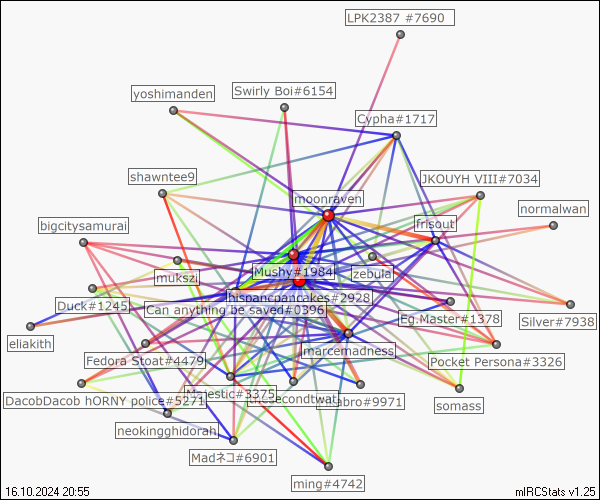 LPK2387 #7690
yoshimanden
Swirly Boi#6154
Cypha#1717
shawntee9
JKOUYH VIII#7034
moonraven
normalwan
bigcitysamurai
frisout
Mushy#1984
zebula
mukszi
hispancpancakes#2928
Duck#1245
Can anything be saved#0396
Eg.Master#1378
Silver#7938
eliakith
marcemadness
Fedora Stoat#4479
Pocket Persona#3326
Majestic#3375
thesecondtwat
DacobDacob hORNY police#5271
somass
neokingghidorah
Madネコ#6901
ming#4742
16.10.2024 20:55
mIRCStats v1.25